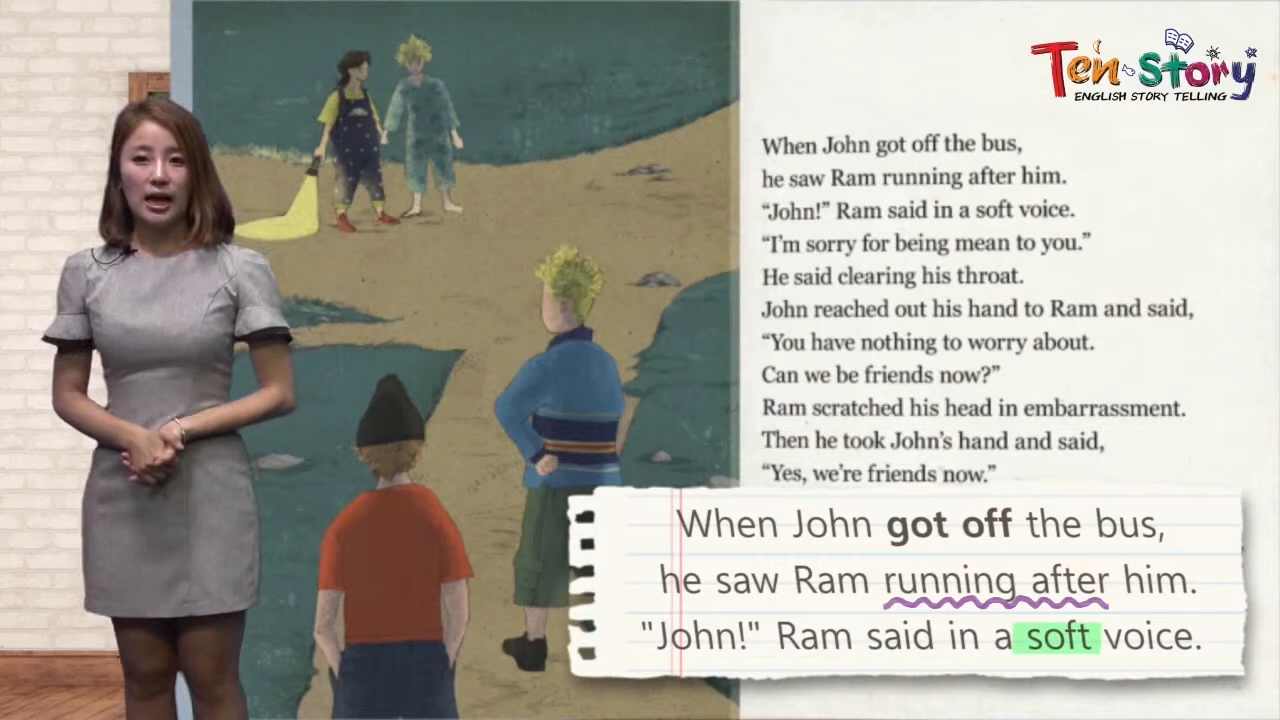 Ten Story
ENGLISH STORY TELLING
When John got off the bus,
he saw Ram running after him.
“John!” Ram said in a soft voice.
“I’m sorry for being mean to you.”
He said clearing his throat.
John reached out his hand to Ram and said,
“You have nothing to worry about.
Can we be friends now?”
Ram scratched his head in embarrassment.
Then he took John’s hand and said,
“Yes, we’re friends now.”
When John got off the bus,
he saw Ram running after him.
"John!" Ram said in a soft voice.